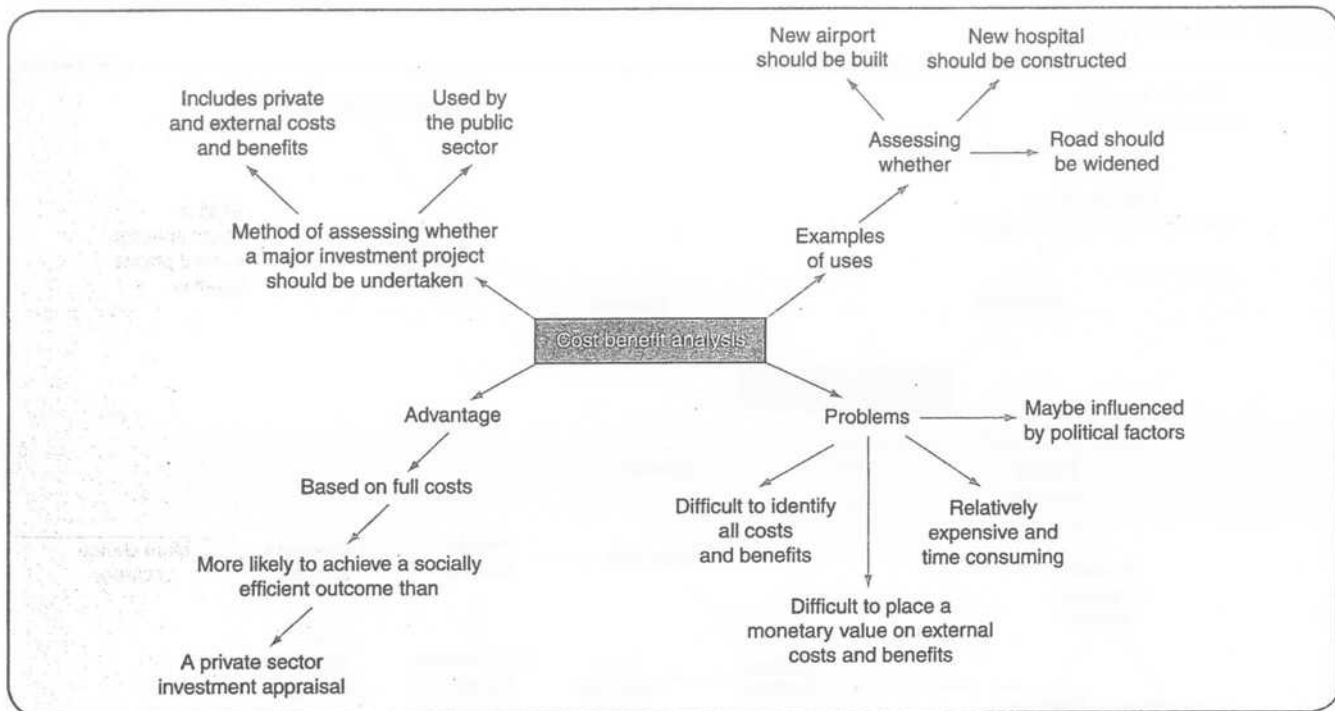 New airport
should be built
New hospital
should be constructed
Includes private
and external costs
and benefits
Used by
the public
sector
Assessing
whether
Road should
be widened
Method of assessing whether
a major investment project
should be undertaken
Examples
of uses
Cost benefit analysis
Advantage
Problems
Maybe influenced
by political factors
Based on full costs
Difficult to identify
all costs
and benefits
Relatively
expensive and
time consuming
More likely to achieve a socially
efficient outcome than
Difficult to place a
monetary value on external
costs and benefits
A private sector
investment appraisal